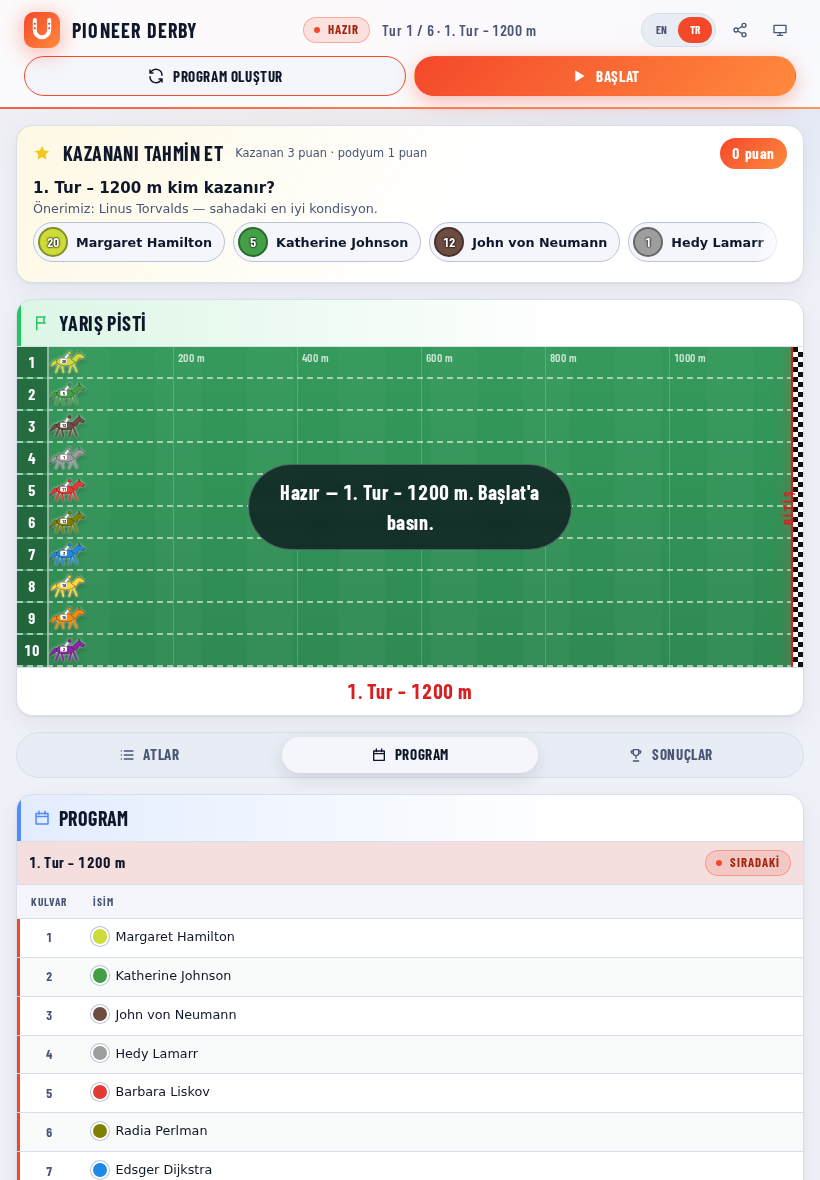 PIONEER DERBY
HAZIR
Tur 1 / 6 · 1. Tur – 1200 m
EN
TR
PROGRAM OLUŞTUR
BAŞLAT
KAZANANI TAHMİN ET
Kazanan 3 puan · podyum 1 puan
0 puan
1. Tur – 1200 m kim kazanır?
Önerimiz: Linus Torvalds — sahadaki en iyi kondisyon.
20 Margaret Hamilton
5 Katherine Johnson
12 John von Neumann
1 Hedy Lamarr
YARIŞ PİSTİ
200 m
400 m
600 m
800 m
1000 m
1
2
3
4
5
6
7
8
9
10
Hazır — 1. Tur – 1200 m. Başlat'a
basın.
BİTİŞ
1. Tur – 1200 m
ATLAR
PROGRAM
SONUÇLAR
PROGRAM
1. Tur – 1200 m
SIRADAKİ
KULVAR İSİM
1 Margaret Hamilton
2 Katherine Johnson
3 John von Neumann
4 Hedy Lamarr
5 Barbara Liskov
6 Radia Perlman
7 Edsger Dijkstra